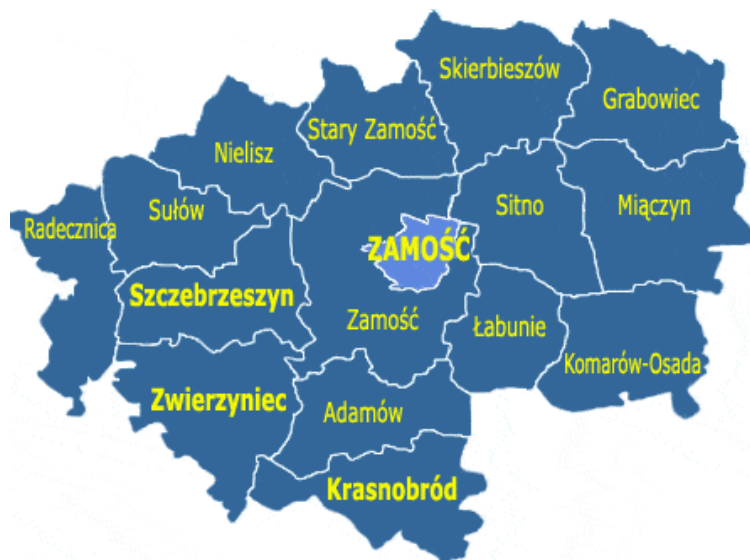 Skierbieszów
Grabowiec
Stary Zamość
Nielisz
Sułów
Sitno
Miączyn
Radecznica
ZAMOŚĆ
Szczebrzeszyn
Zamość
Łabunie
Komarów-Osada
Zwierzyniec
Adamów
Krasnobród